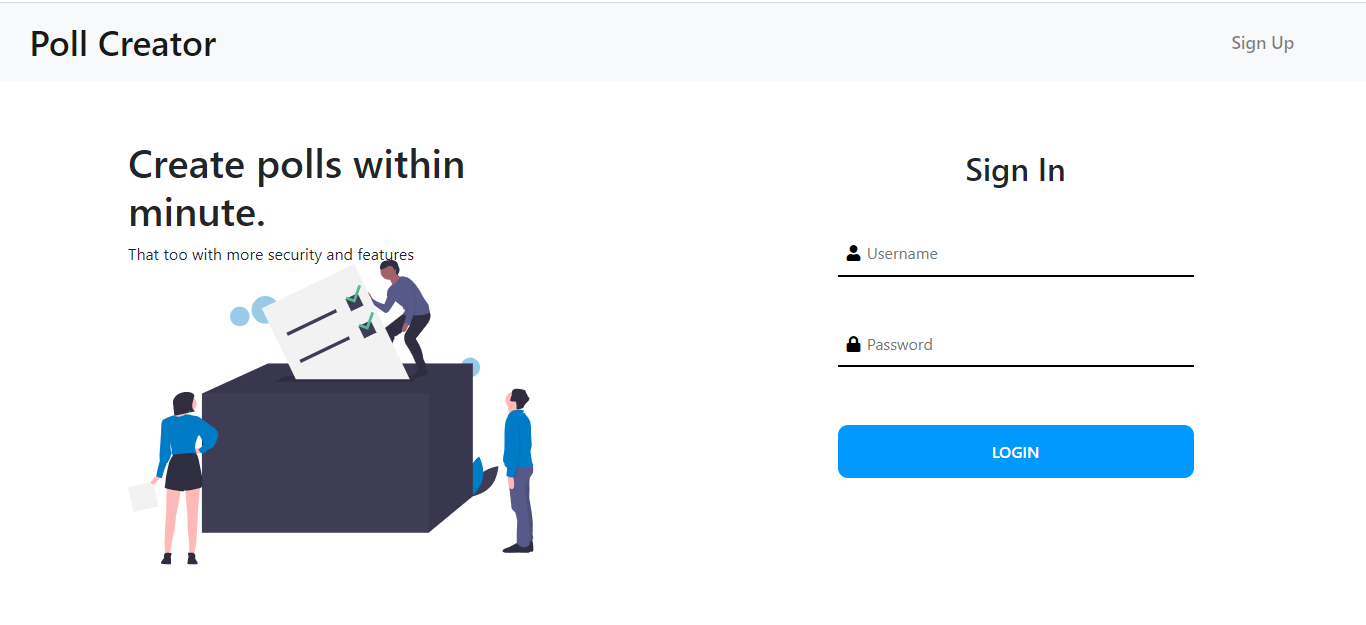 Poll Creator
Sign Up
Create polls within
minute.
That too with more security and features
Sign In
Username
Password
LOGIN